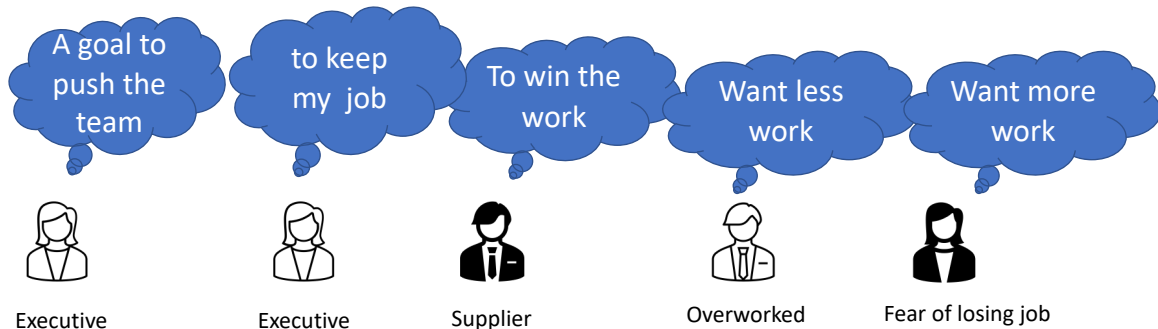 A goal to
push the
team
to keep
my job
To win the
work
Want less
work
Want more
work
Executive
Executive
Supplier
Overworked
Fear of losing job